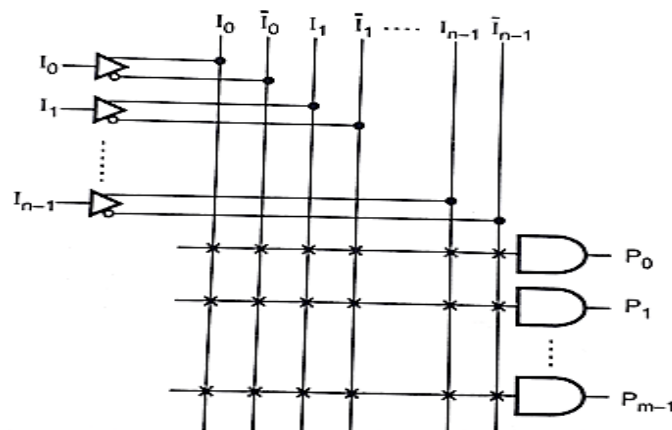 I₀ Ī₀ I₁ Ī₁ ····· Iₙ₋₁ Īₙ₋₁
I₀
I₁
Iₙ₋₁
P₀
P₁
Pₘ₋₁